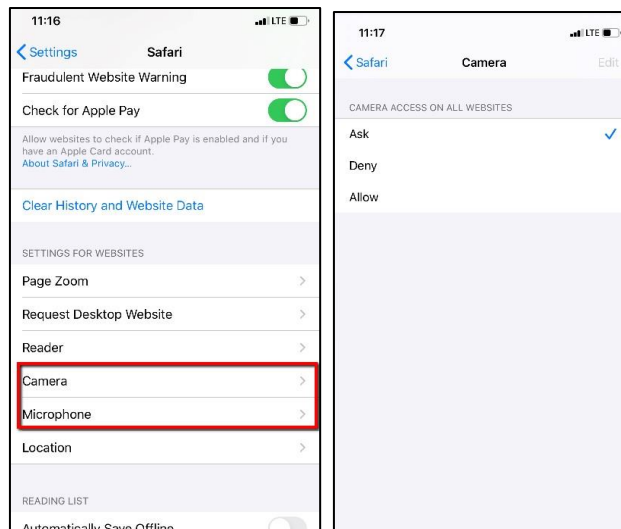 11:16
LTE
Settings
Safari
Fraudulent Website Warning
Check for Apple Pay
Allow websites to check if Apple Pay is enabled and if you
have an Apple Card account.
About Safari & Privacy...
Clear History and Website Data
SETTINGS FOR WEBSITES
Page Zoom
Request Desktop Website
Reader
Camera
Microphone
Location
READING LIST
Automatically Save Offline
11:17
LTE
Safari
Camera
Edit
CAMERA ACCESS ON ALL WEBSITES
Ask
Deny
Allow